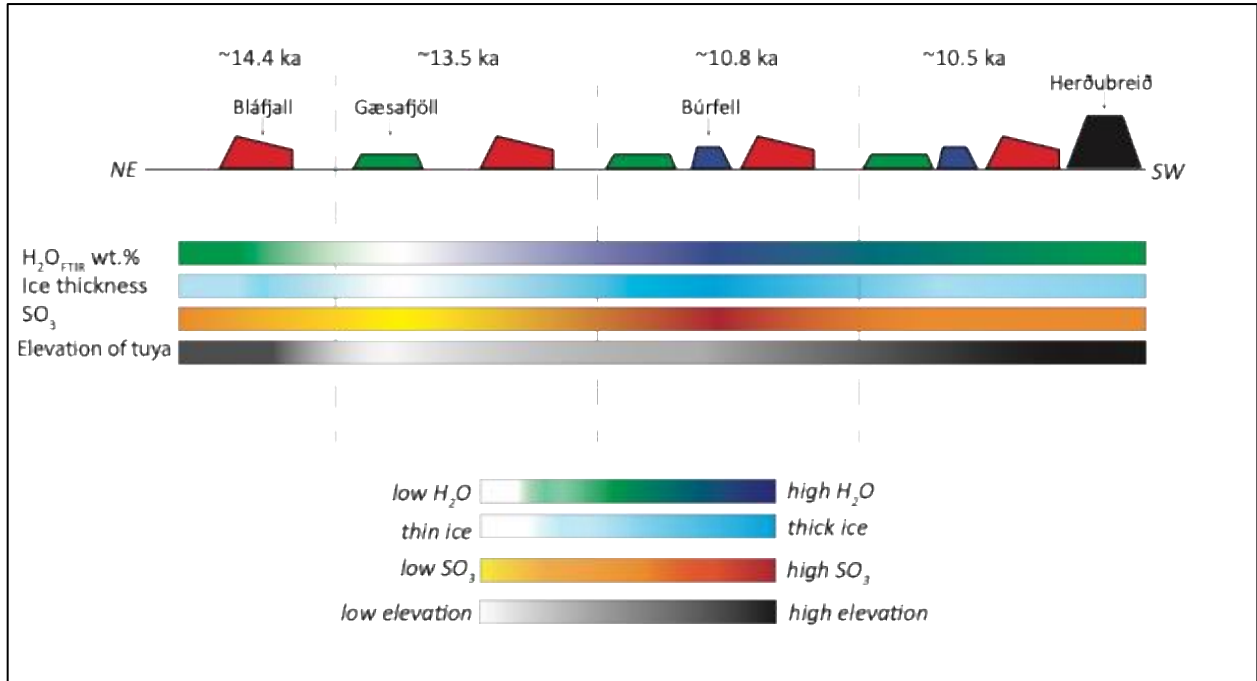 ~14.4 ka ~13.5 ka ~10.8 ka ~10.5 ka
Bláfjall Gæsafjöll Búrfell Herðubreið
NE SW
H₂O_FTIR wt.%
Ice thickness
SO₃
Elevation of tuya
low H₂O high H₂O
thin ice thick ice
low SO₃ high SO₃
low elevation high elevation